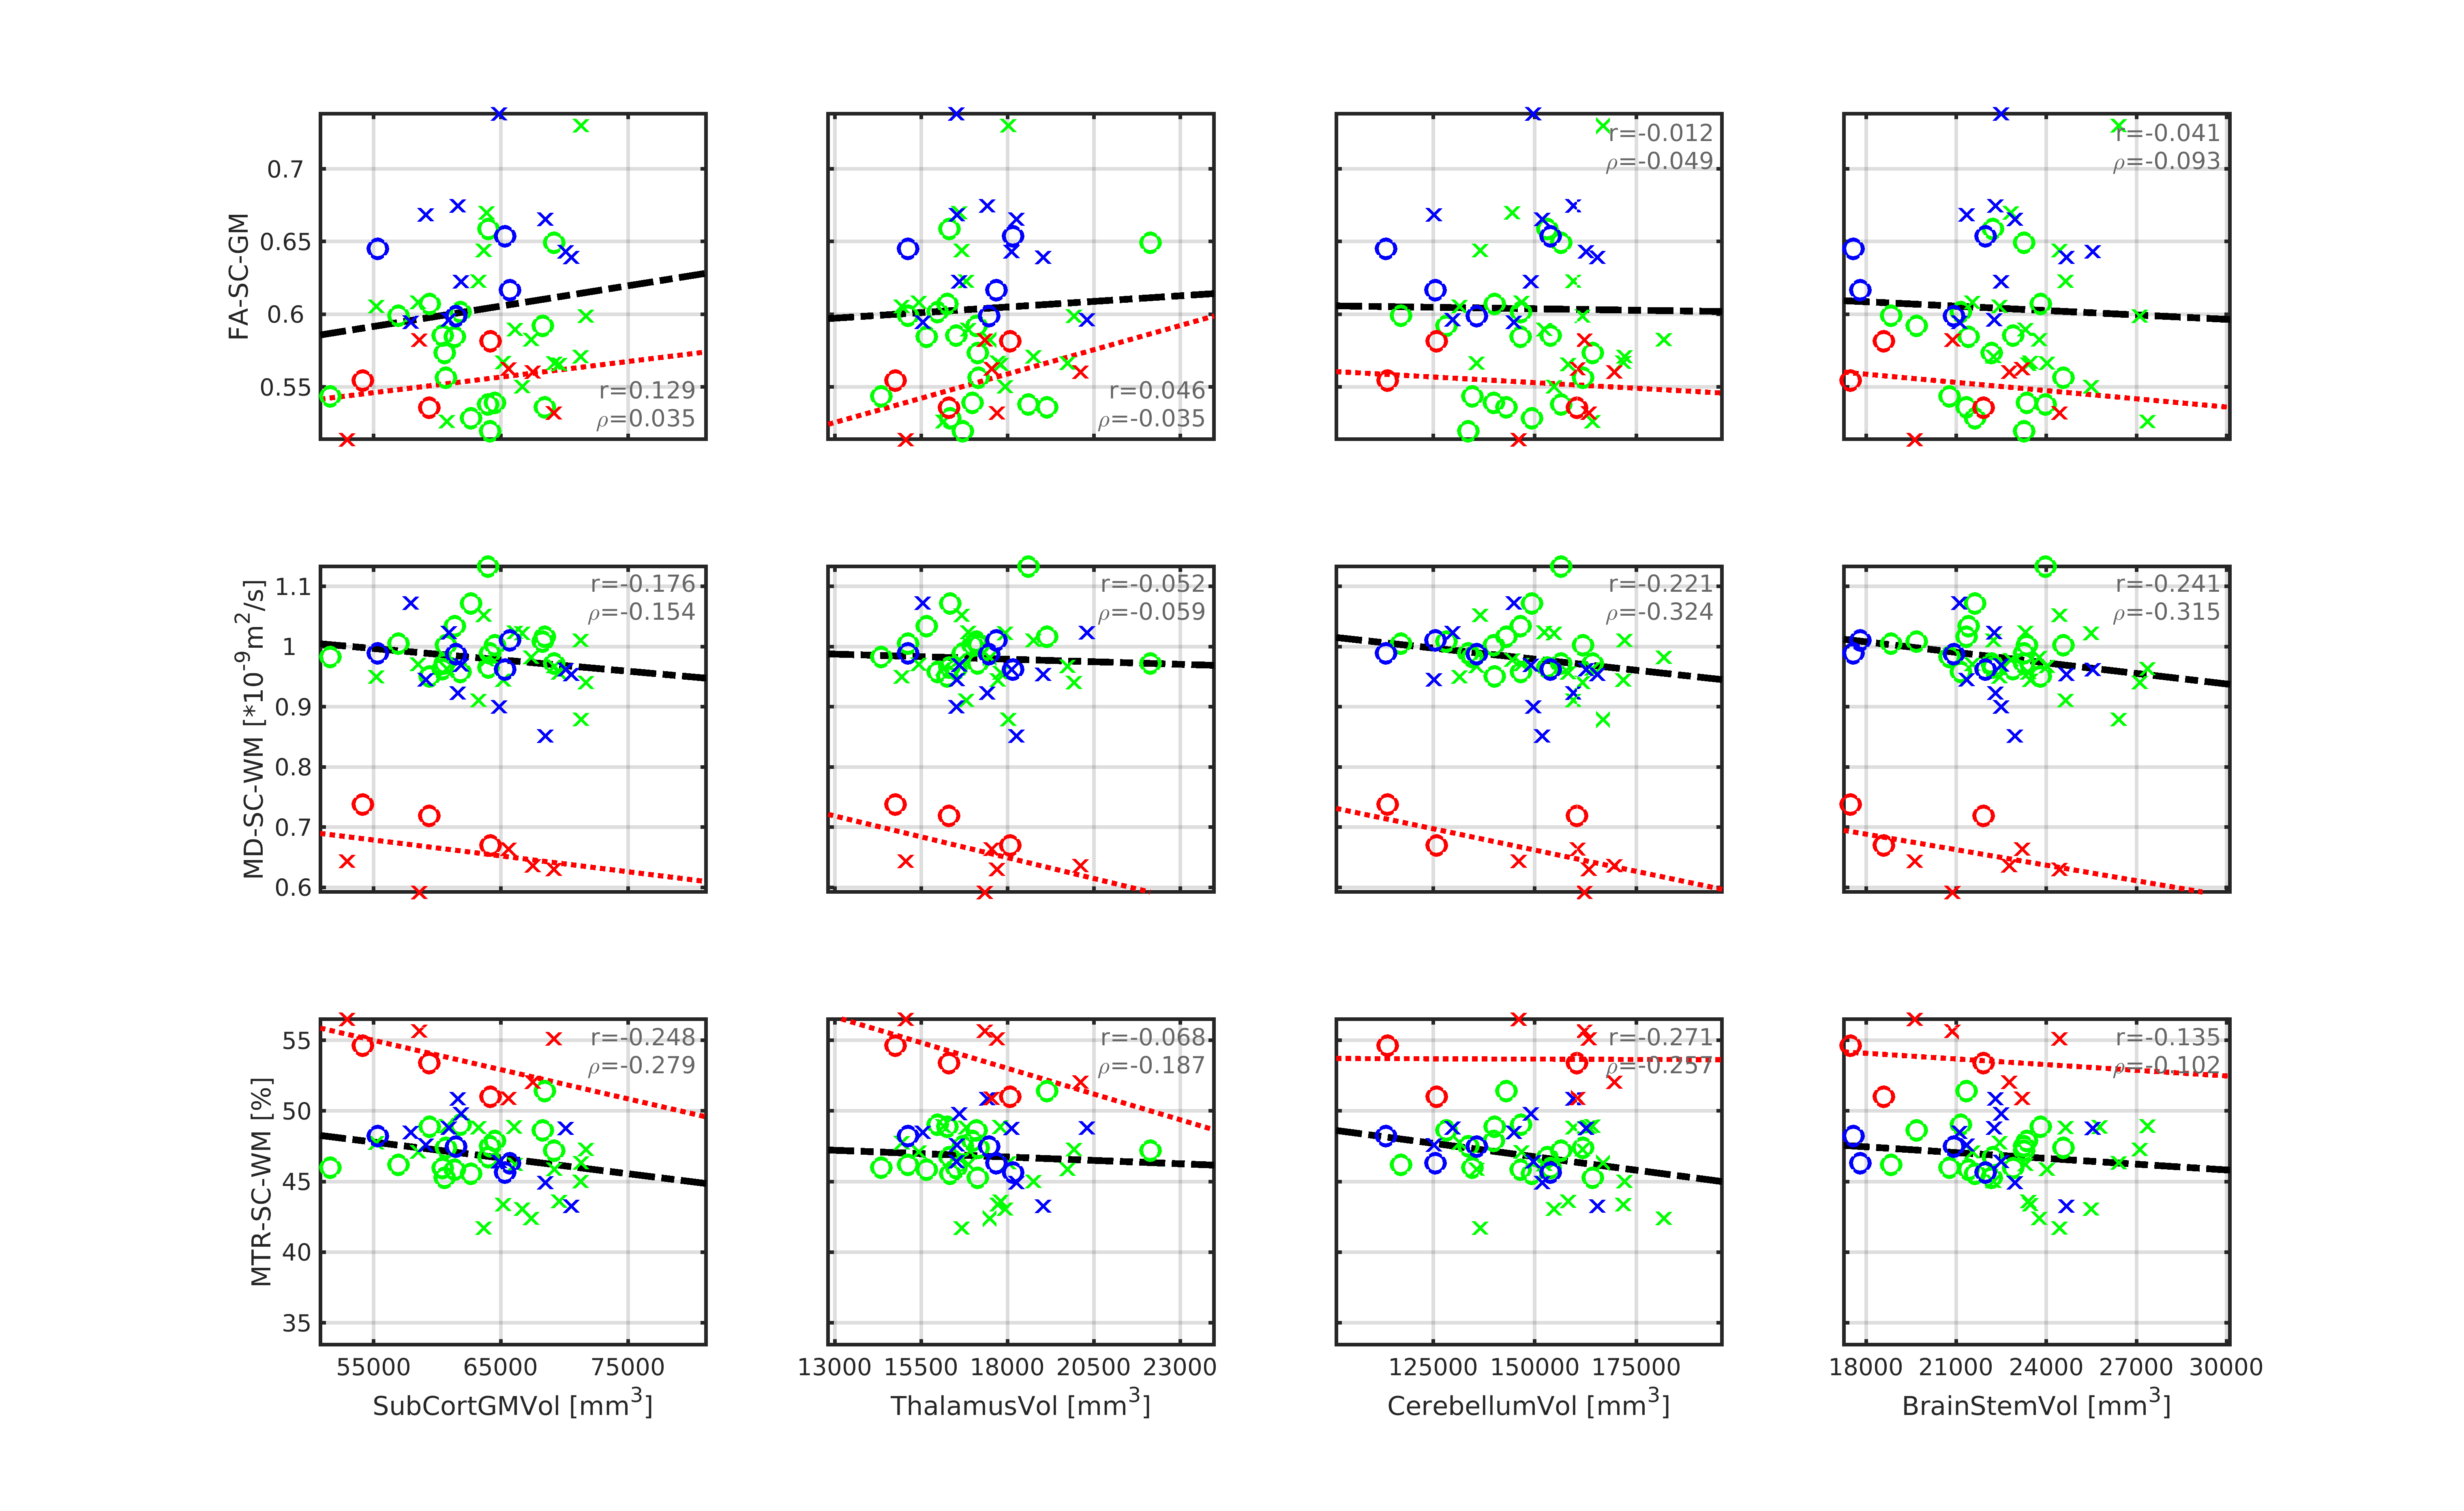 FA-SC-GM
0.7
0.65
0.6
0.55
r=0.129
ρ=0.035
r=0.046
ρ=-0.035
r=-0.012
ρ=-0.049
r=-0.041
ρ=-0.093
MD-SC-WM [*10⁻⁹m²/s]
1.1
1
0.9
0.8
0.7
0.6
r=-0.176
ρ=-0.154
r=-0.052
ρ=-0.059
r=-0.221
ρ=-0.324
r=-0.241
ρ=-0.315
MTR-SC-WM [%]
55
50
45
40
35
r=-0.248
ρ=-0.279
r=-0.068
ρ=-0.187
r=-0.271
ρ=-0.257
r=-0.135
ρ=-0.102
55000 65000 75000
13000 15500 18000 20500 23000
125000 150000 175000
18000 21000 24000 27000 30000
SubCortGMVol [mm³]
ThalamusVol [mm³]
CerebellumVol [mm³]
BrainStemVol [mm³]